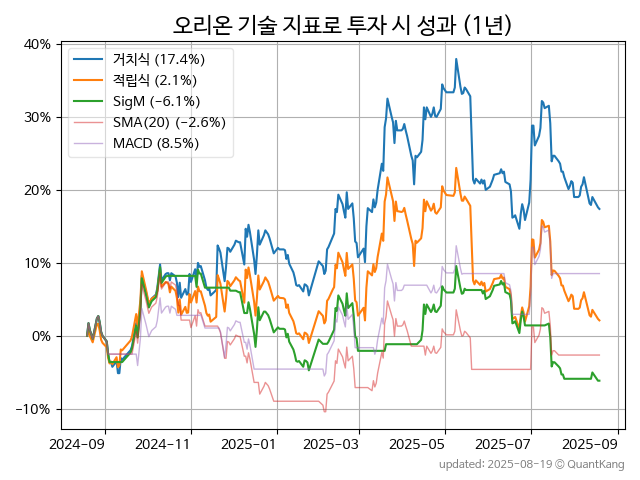 오리온 기술 지표로 투자 시 성과 (1년)
40%
30%
20%
10%
0%
−10%
거치식 (17.4%)
적립식 (2.1%)
SigM (−6.1%)
SMA(20) (−2.6%)
MACD (8.5%)
2024-09
2024-11
2025-01
2025-03
2025-05
2025-07
2025-09
updated: 2025-08-19 ⓒ QuantKang